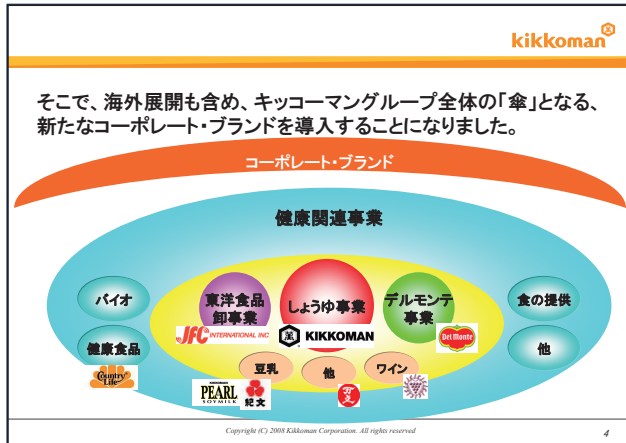 kikkoman
そこで、海外展開も含め、キッコーマングループ全体の「傘」となる、
新たなコーポレート・ブランドを導入することになりました。
コーポレート・ブランド
健康関連事業
バイオ
東洋食品
卸事業
しょうゆ事業
デルモンテ
事業
食の提供
JFC INTERNATIONAL INC
萬 KIKKOMAN
Del Monte
健康食品
他
Country Life
豆乳
他
ワイン
KIKKOMAN
PEARL
SOYMILK
紀文
万文
Copyright (C) 2008 Kikkoman Corporation. All rights reserved
4